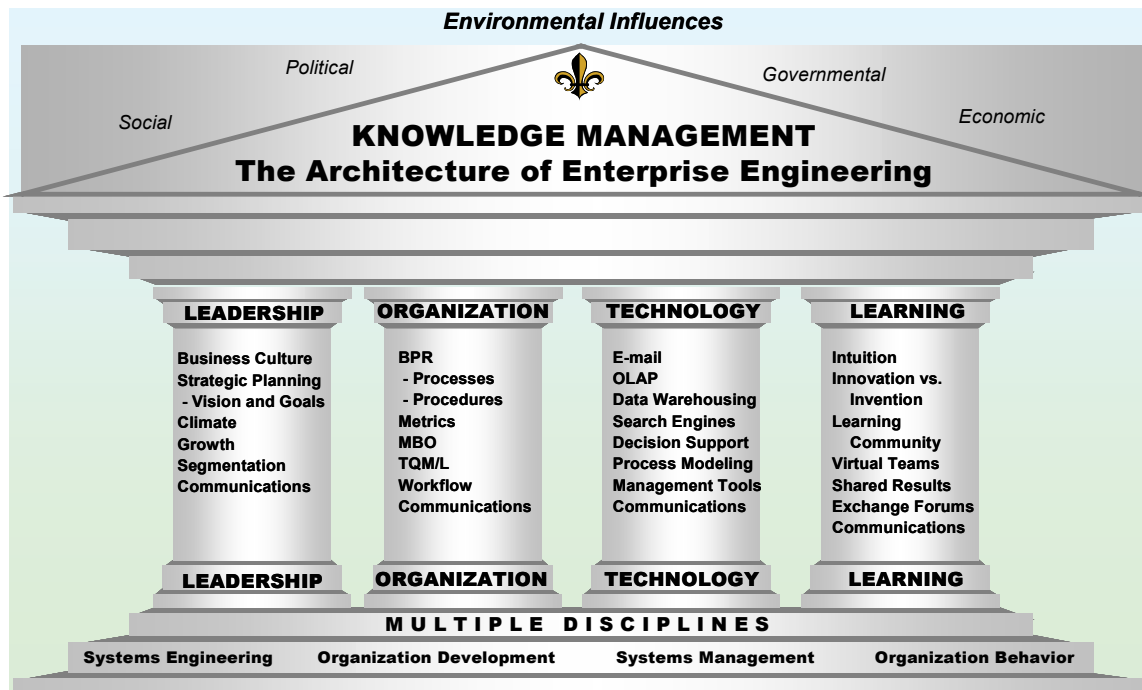 Environmental Influences
Political
Governmental
Social
Economic
KNOWLEDGE MANAGEMENT
The Architecture of Enterprise Engineering
LEADERSHIP
Business Culture
Strategic Planning
- Vision and Goals
Climate
Growth
Segmentation
Communications
LEADERSHIP
ORGANIZATION
BPR
- Processes
- Procedures
Metrics
MBO
TQM/L
Workflow
Communications
ORGANIZATION
TECHNOLOGY
E-mail
OLAP
Data Warehousing
Search Engines
Decision Support
Process Modeling
Management Tools
Communications
TECHNOLOGY
LEARNING
Intuition
Innovation vs.
Invention
Learning
Community
Virtual Teams
Shared Results
Exchange Forums
Communications
LEARNING
MULTIPLE DISCIPLINES
Systems Engineering Organization Development Systems Management Organization Behavior